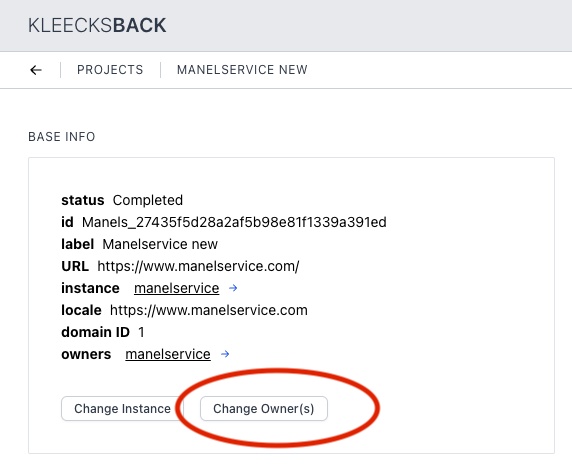 KLEECKSBACK
← PROJECTS MANELSERVICE NEW
BASE INFO
status Completed
id Manels_27435f5d28a2af5b98e81f1339a391ed
label Manelservice new
URL https://www.manelservice.com/
instance manelservice →
locale https://www.manelservice.com
domain ID 1
owners manelservice →
Change Instance Change Owner(s)